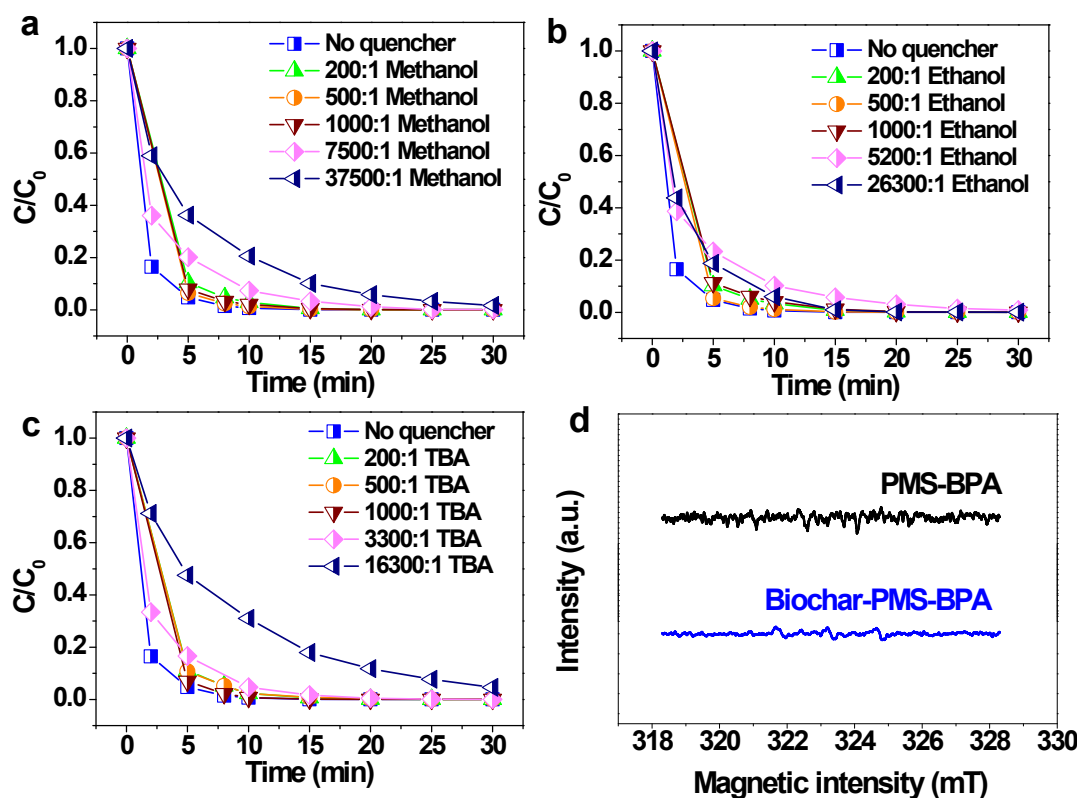 a
No quencher
200:1 Methanol
500:1 Methanol
1000:1 Methanol
7500:1 Methanol
37500:1 Methanol
1.0
0.8
0.6
0.4
0.2
0.0
C/C0
0 5 10 15 20 25 30
Time (min)
b
No quencher
200:1 Ethanol
500:1 Ethanol
1000:1 Ethanol
5200:1 Ethanol
26300:1 Ethanol
1.0
0.8
0.6
0.4
0.2
0.0
C/C0
0 5 10 15 20 25 30
Time (min)
c
No quencher
200:1 TBA
500:1 TBA
1000:1 TBA
3300:1 TBA
16300:1 TBA
1.0
0.8
0.6
0.4
0.2
0.0
C/C0
0 5 10 15 20 25 30
Time (min)
d
PMS-BPA
Biochar-PMS-BPA
Intensity (a.u.)
318 320 322 324 326 328 330
Magnetic intensity (mT)